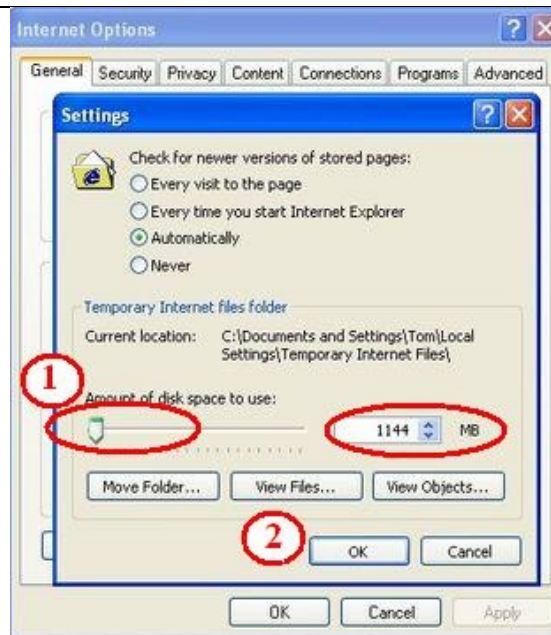 Internet Options
General Security Privacy Content Connections Programs Advanced
Settings
Check for newer versions of stored pages:
Every visit to the page
Every time you start Internet Explorer
Automatically
Never
Temporary Internet files folder
Current location: C:\Documents and Settings\Tom\Local
Settings\Temporary Internet Files\
1
Amount of disk space to use:
1144 MB
Move Folder... View Files... View Objects...
2
OK Cancel
OK Cancel Apply